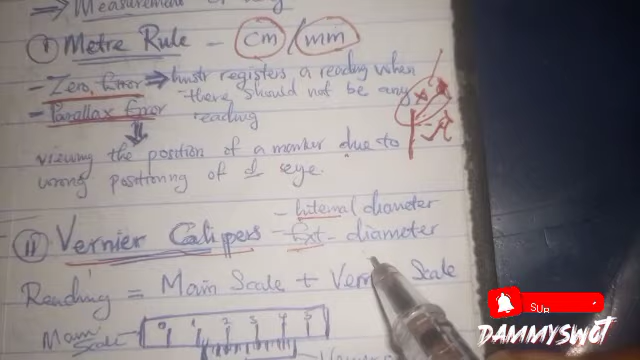 Measurement of
(i) Metre Rule - cm / mm
- Zero Error ⇒ Instr registers a reading when
there should not be any
- Parallax Error
reading
viewing the position of a marker due to
wrong positioning of d eye.
- Internal diameter
(ii) Vernier Calipers - Ext - diameter
Reading = Main Scale + Vern Scale
Main Scale
0 1 2 3 4 5
SUB
DAMMYSWOT